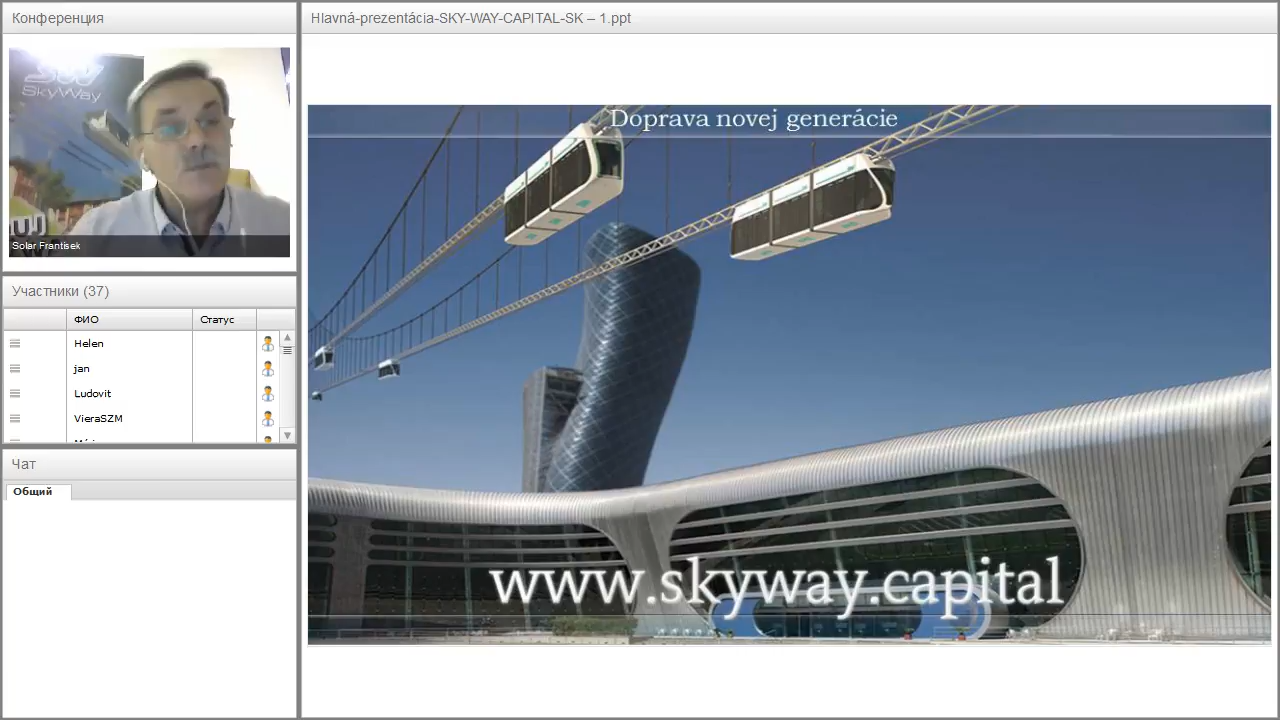 Конференция
SkyWay
Solar Frantisek
Участники (37)
ФИО
Статус
Helen
jan
Ludovit
VieraSZM
Чат
Общий
Hlavná-prezentácia-SKY-WAY-CAPITAL-SK – 1.ppt
Doprava novej generácie
www.skyway.capital